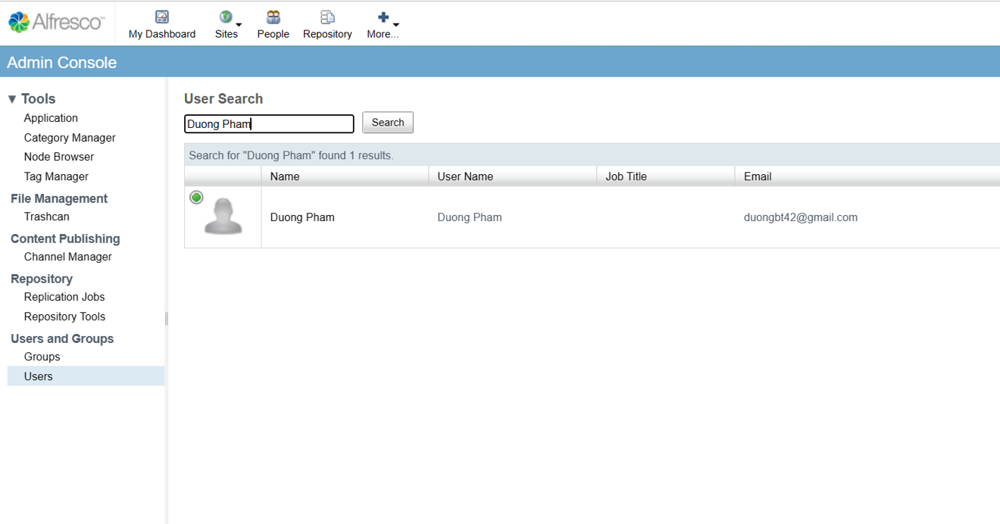 Alfresco™
My Dashboard
Sites
People
Repository
More...
Admin Console
▼ Tools
Application
Category Manager
Node Browser
Tag Manager
File Management
Trashcan
Content Publishing
Channel Manager
Repository
Replication Jobs
Repository Tools
Users and Groups
Groups
Users
User Search
Duong Pham
Search
Search for "Duong Pham" found 1 results.
Name User Name Job Title Email
Duong Pham Duong Pham duongbt42@gmail.com